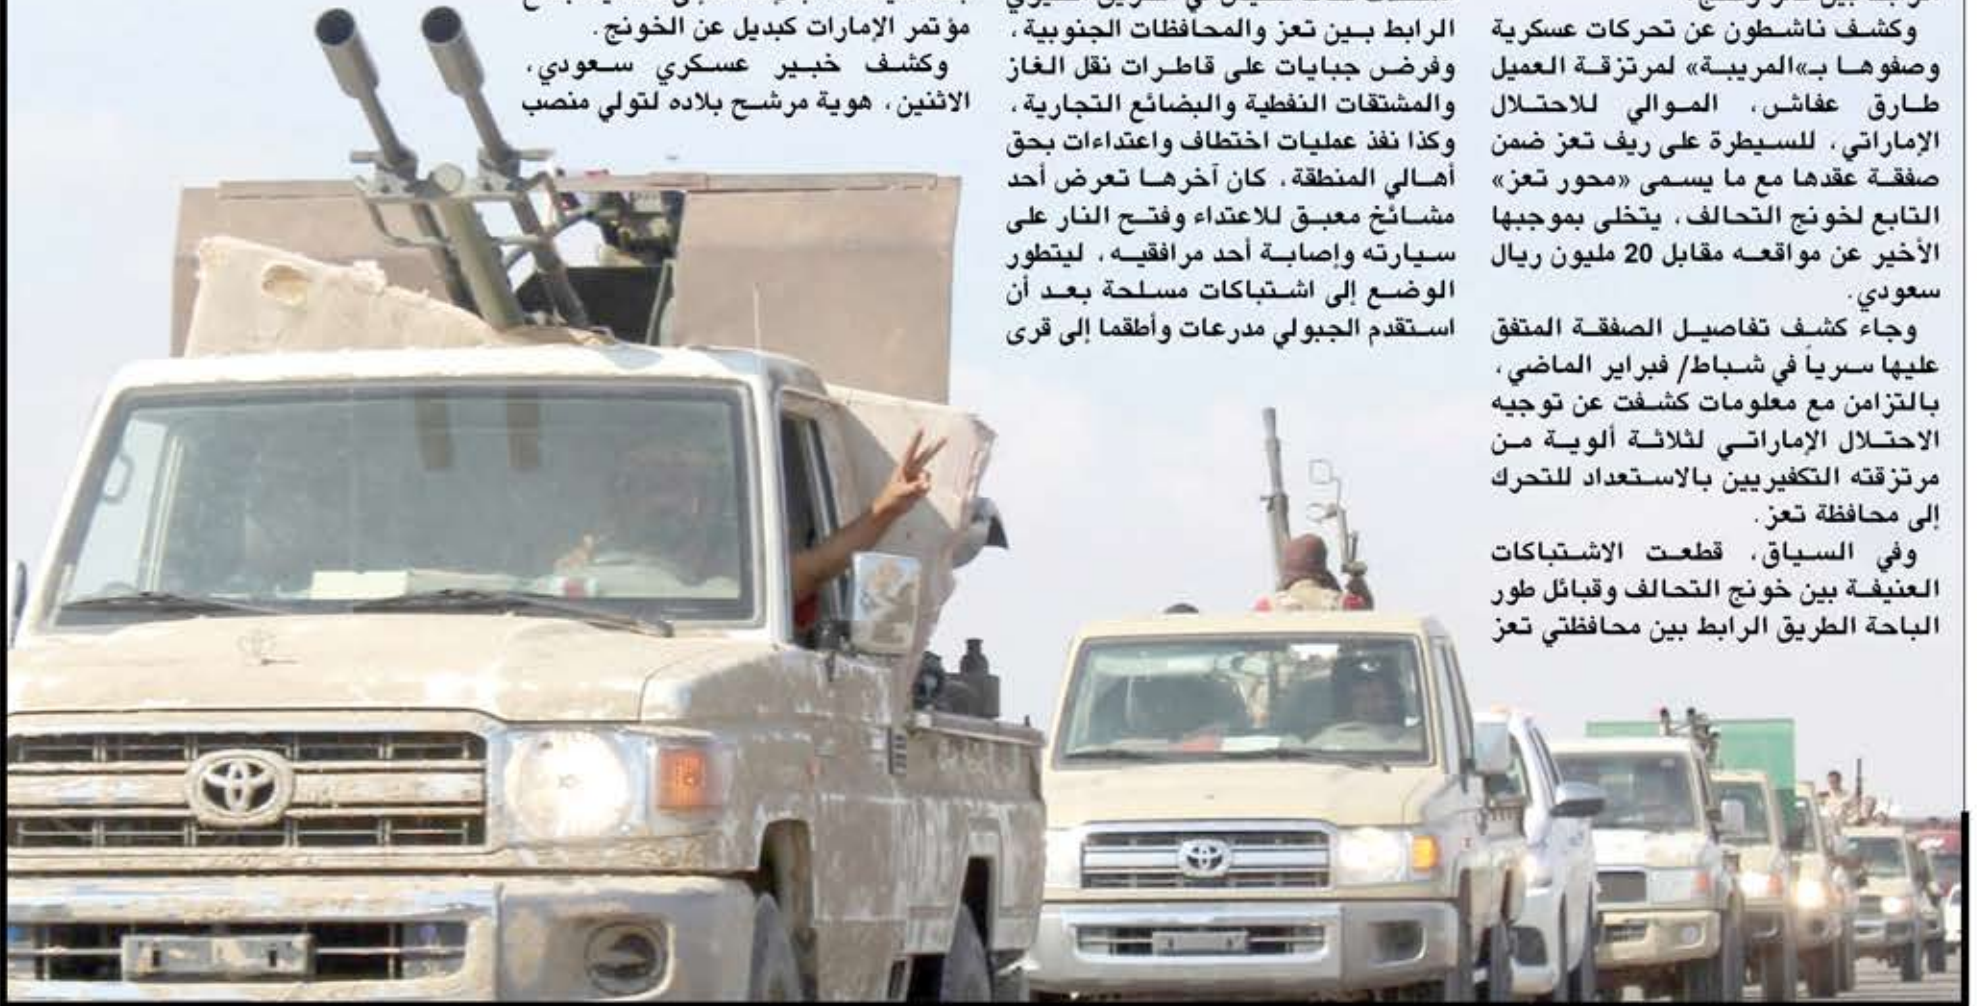 وكشف ناشطون عن تحركات عسكرية
وصفوها بـ»المريبة» لمرتزقة العميل
طارق عفاش، الموالي للاحتلال
الإماراتي، للسيطرة على ريف تعز ضمن
صفقة عقدها مع ما يسمى «محور تعز»
التابع لخونج التحالف، يتخلى بموجبها
الأخير عن مواقعه مقابل 20 مليون ريال
سعودي.
وجاء كشف تفاصيل الصفقة المتفق
عليها سرياً في شباط/ فبراير الماضي،
بالتزامن مع معلومات كشفت عن توجيه
الاحتلال الإماراتي لثلاثة ألوية من
مرتزقته التكفيريين بالاستعداد للتحرك
إلى محافظة تعز.
وفي السياق، قطعت الاشتباكات
العنيفة بين خونج التحالف وقبائل طور
الباحة الطريق الرابط بين محافظتي تعز
الرابط بين تعز والمحافظات الجنوبية،
وفرض جبايات على قاطرات نقل الغاز
والمشتقات النفطية والبضائع التجارية،
وكذا نفذ عمليات اختطاف واعتداءات بحق
أهالي المنطقة، كان آخرها تعرض أحد
مشائخ معبق للاعتداء وفتح النار على
سيارته وإصابة أحد مرافقيه، ليتطور
الوضع إلى اشتباكات مسلحة بعد أن
استقدم الجبولي مدرعات وأطقما إلى قرى
مؤتمر الإمارات كبديل عن الخونج.
وكشف خبير عسكري سعودي،
الاثنين، هوية مرشح بلاده لتولي منصب